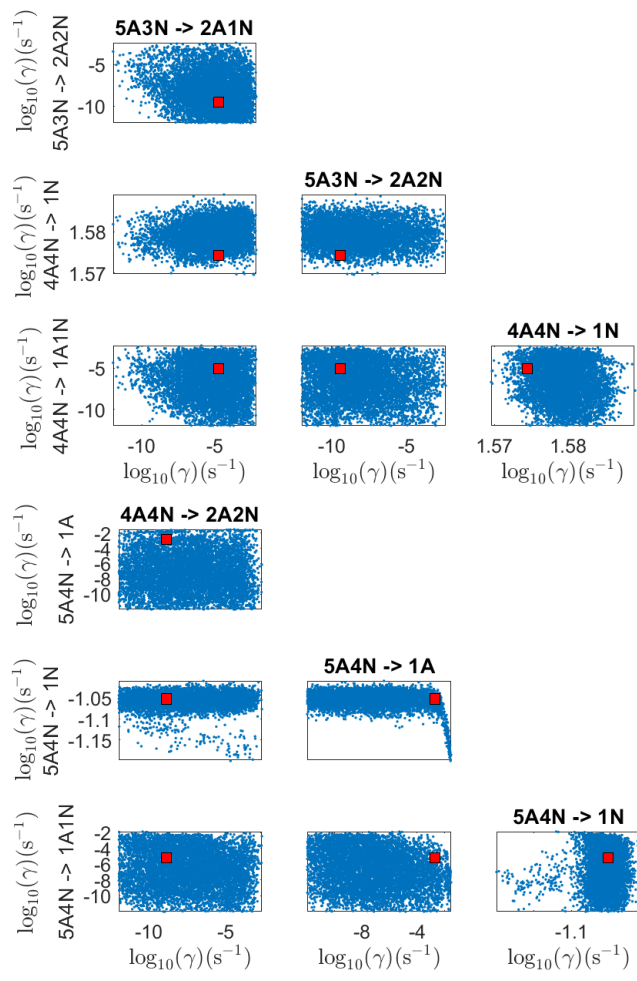 5A3N -> 2A1N
log₁₀(γ)(s⁻¹)
5A3N -> 2A2N
-5
-10
5A3N -> 2A2N
log₁₀(γ)(s⁻¹)
4A4N -> 1N
1.58
1.57
4A4N -> 1N
log₁₀(γ)(s⁻¹)
4A4N -> 1A1N
-5
-10
-10 -5 -10 -5 1.57 1.58
log₁₀(γ)(s⁻¹) log₁₀(γ)(s⁻¹) log₁₀(γ)(s⁻¹)
4A4N -> 2A2N
log₁₀(γ)(s⁻¹)
5A4N -> 1A
-2
-4
-6
-8
-10
5A4N -> 1A
log₁₀(γ)(s⁻¹)
5A4N -> 1N
-1.05
-1.1
-1.15
5A4N -> 1N
log₁₀(γ)(s⁻¹)
5A4N -> 1A1N
-2
-4
-6
-8
-10
-10 -5 -8 -4 -1.1
log₁₀(γ)(s⁻¹) log₁₀(γ)(s⁻¹) log₁₀(γ)(s⁻¹)